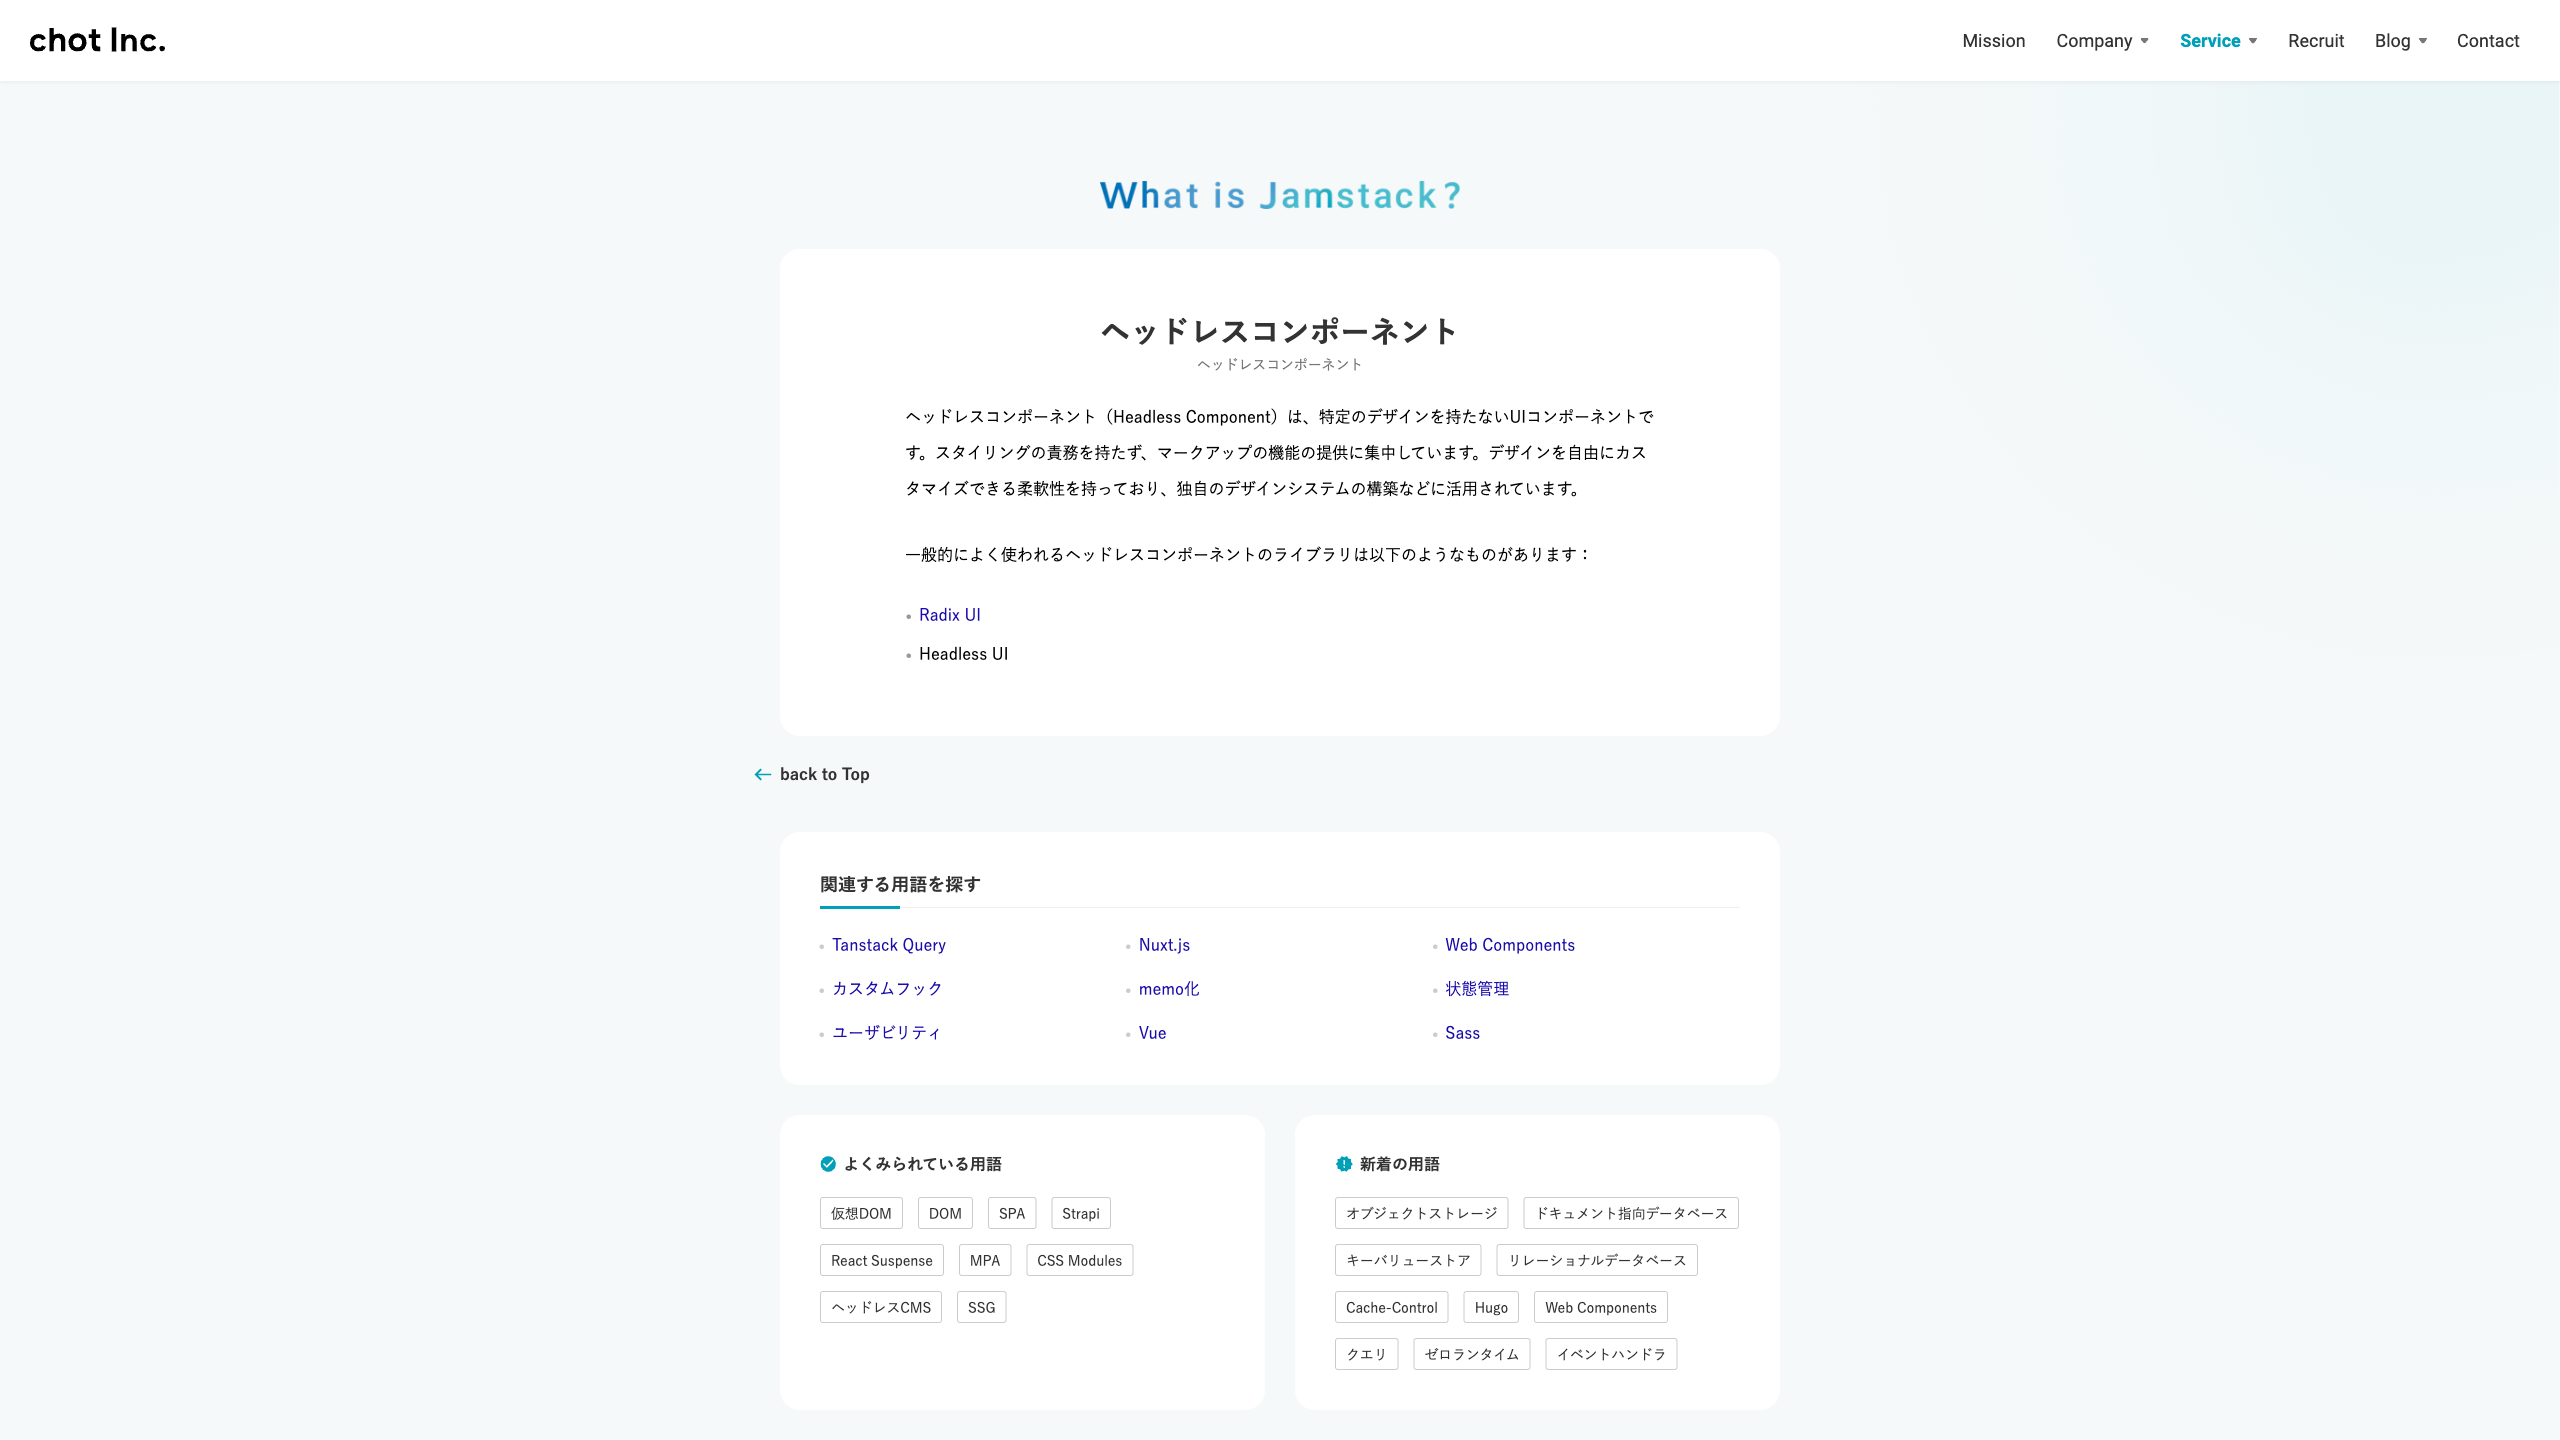 chot Inc.
Mission
Company
Service
Recruit
Blog
Contact
What is Jamstack?
ヘッドレスコンポーネント
ヘッドレスコンポーネント
ヘッドレスコンポーネント（Headless Component）は、特定のデザインを持たないUIコンポーネントで
す。スタイリングの責務を持たず、マークアップの機能の提供に集中しています。デザインを自由にカス
タマイズできる柔軟性を持っており、独自のデザインシステムの構築などに活用されています。
一般的によく使われるヘッドレスコンポーネントのライブラリは以下のようなものがあります：
Radix UI
Headless UI
back to Top
関連する用語を探す
Tanstack Query
Nuxt.js
Web Components
カスタムフック
memo化
状態管理
ユーザビリティ
Vue
Sass
よくみられている用語
仮想DOM
DOM
SPA
Strapi
React Suspense
MPA
CSS Modules
ヘッドレスCMS
SSG
新着の用語
オブジェクトストレージ
ドキュメント指向データベース
キーバリューストア
リレーショナルデータベース
Cache-Control
Hugo
Web Components
クエリ
ゼロランタイム
イベントハンドラ